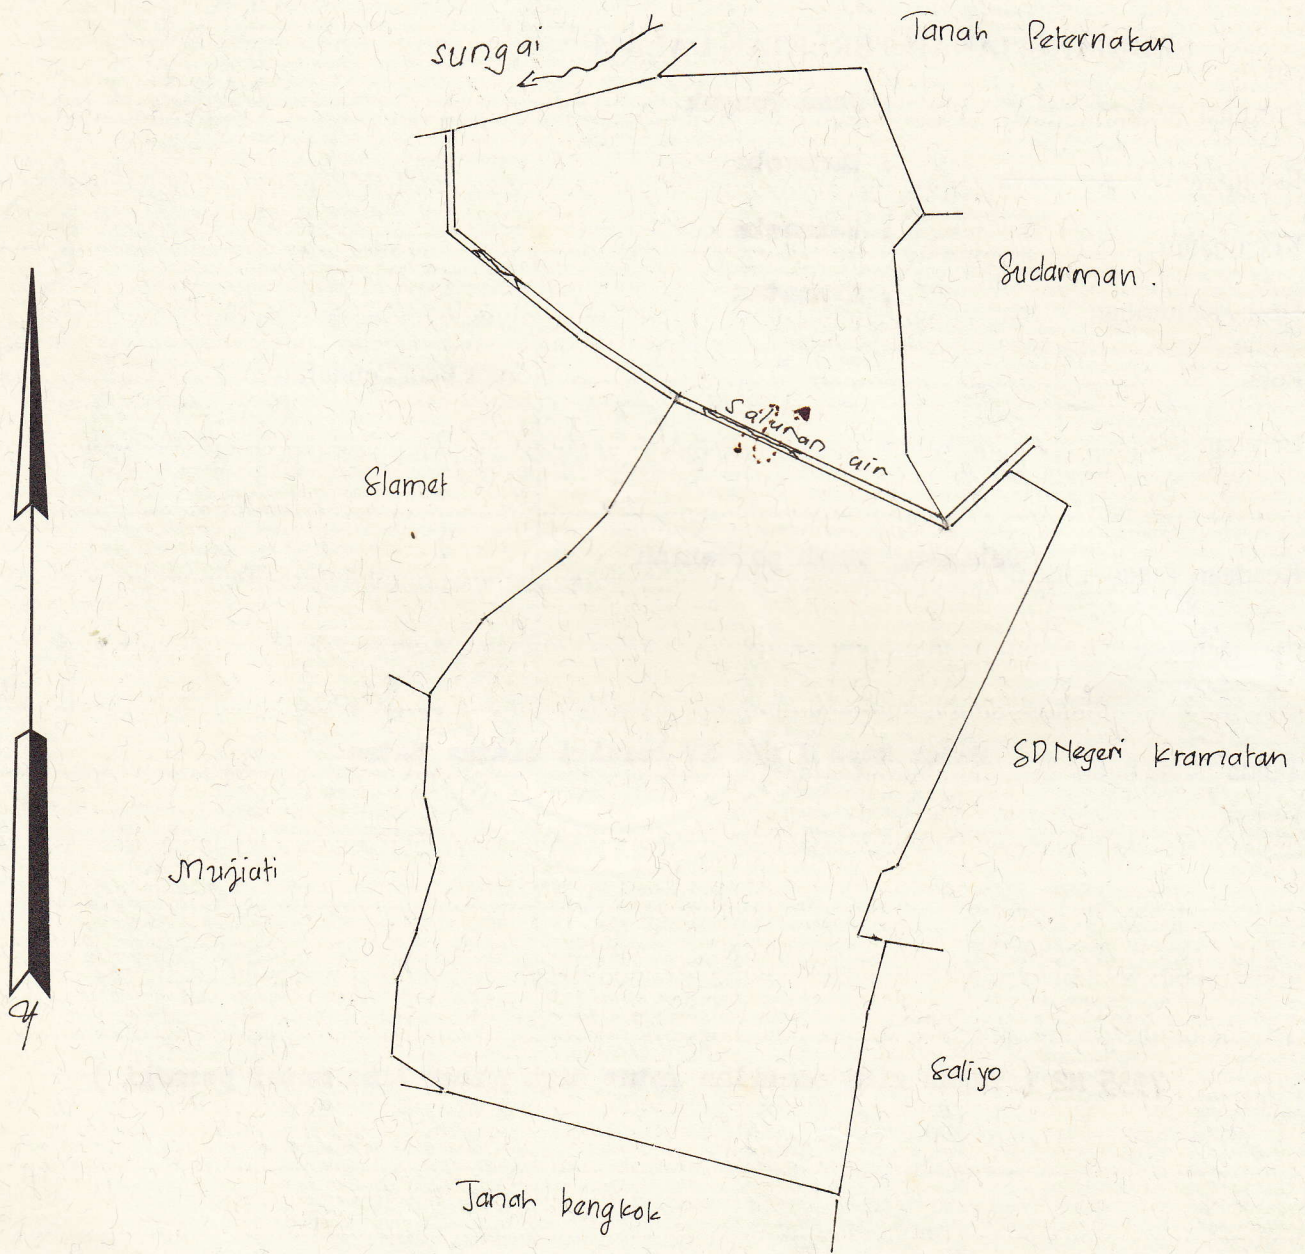 sungai
Tanah Peternakan
Sudarman.
saluran air
Slamet
SD Negeri Kramatan
Mujiati
Saliyo
Tanah bengkok